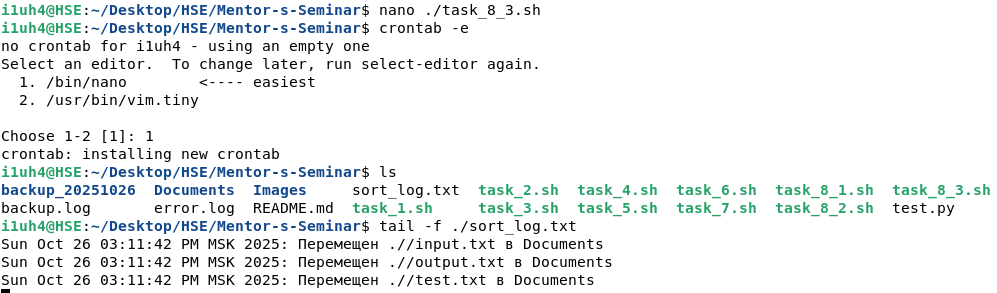 i1uh4@HSE:~/Desktop/HSE/Mentor-s-Seminar$ nano ./task_8_3.sh
i1uh4@HSE:~/Desktop/HSE/Mentor-s-Seminar$ crontab -e
no crontab for i1uh4 - using an empty one
Select an editor.  To change later, run select-editor again.
  1. /bin/nano        <---- easiest
  2. /usr/bin/vim.tiny

Choose 1-2 [1]: 1
crontab: installing new crontab
i1uh4@HSE:~/Desktop/HSE/Mentor-s-Seminar$ ls
backup_20251026  Documents  Images     sort_log.txt  task_2.sh  task_4.sh  task_6.sh  task_8_1.sh  task_8_3.sh
backup.log       error.log  README.md  task_1.sh     task_3.sh  task_5.sh  task_7.sh  task_8_2.sh  test.py
i1uh4@HSE:~/Desktop/HSE/Mentor-s-Seminar$ tail -f ./sort_log.txt
Sun Oct 26 03:11:42 PM MSK 2025: Перемещен .//input.txt в Documents
Sun Oct 26 03:11:42 PM MSK 2025: Перемещен .//output.txt в Documents
Sun Oct 26 03:11:42 PM MSK 2025: Перемещен .//test.txt в Documents